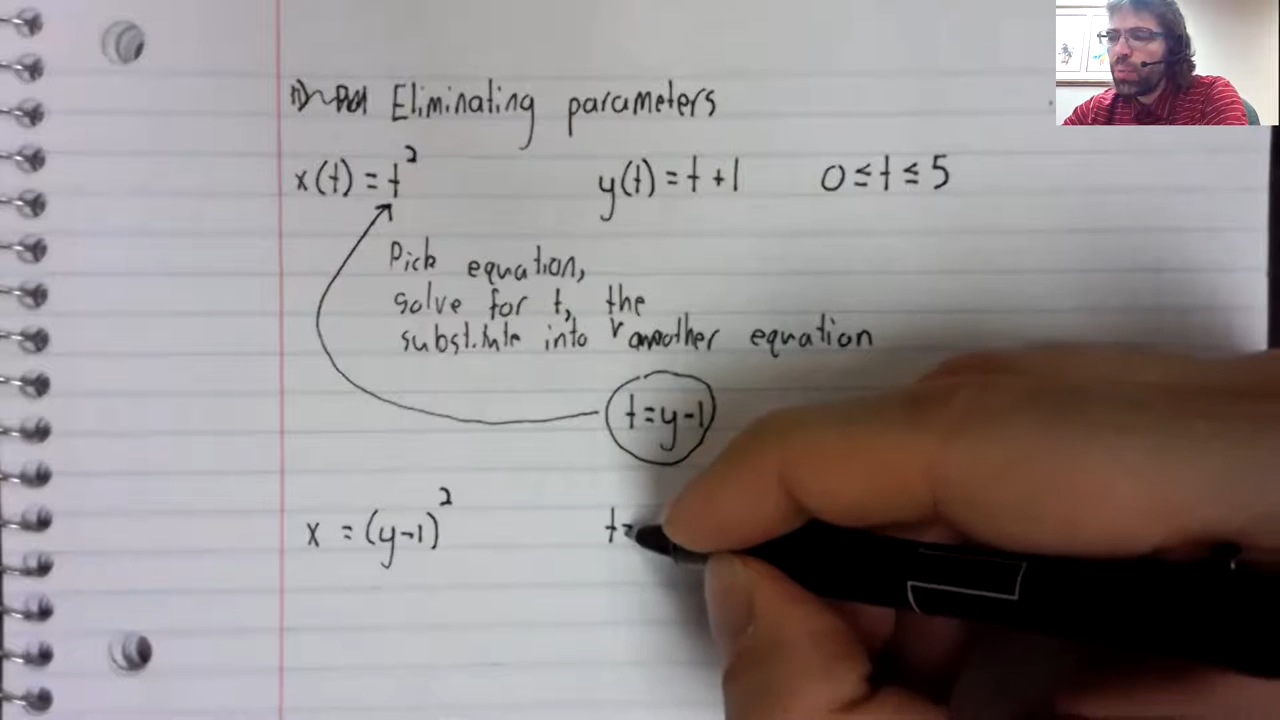 Eliminating parameters
x(t) = t² y(t) = t + 1 0 ≤ t ≤ 5
Pick equation,
solve for t, the
substitute into another equation
t = y - 1
x = (y-1)² t =